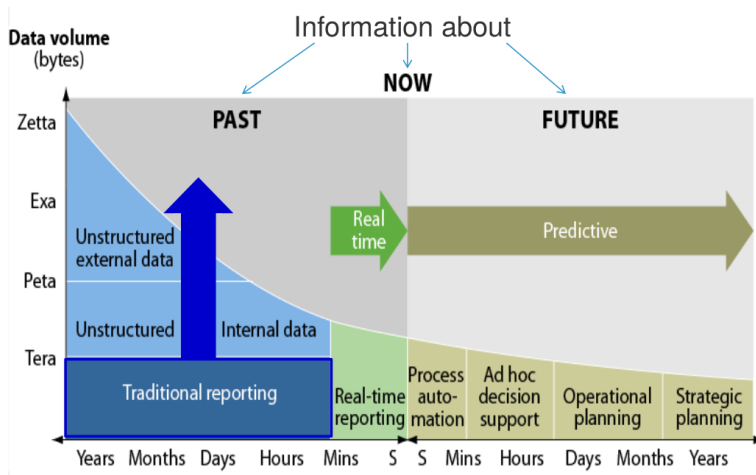 Information about
Data volume
(bytes)
NOW
PAST
FUTURE
Zetta
Exa
Peta
Tera
Real
time
Predictive
Unstructured
external data
Unstructured
Internal data
Traditional reporting
Real-time
reporting
Process
auto-
mation
Ad hoc
decision
support
Operational
planning
Strategic
planning
Years Months Days Hours Mins S S Mins Hours Days Months Years